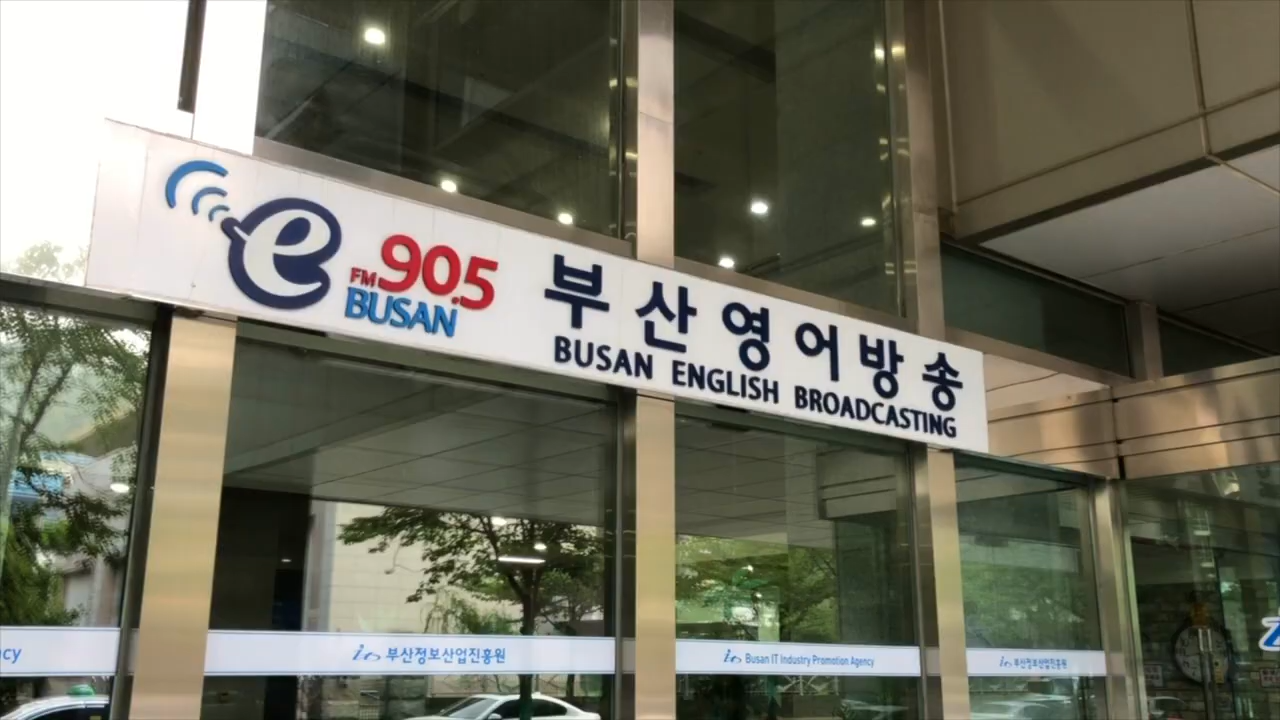 e FM 90.5
BUSAN
부산영어방송
BUSAN ENGLISH BROADCASTING
cy
부산정보산업진흥원
Busan IT Industry Promotion Agency
부산정보산업진흥원